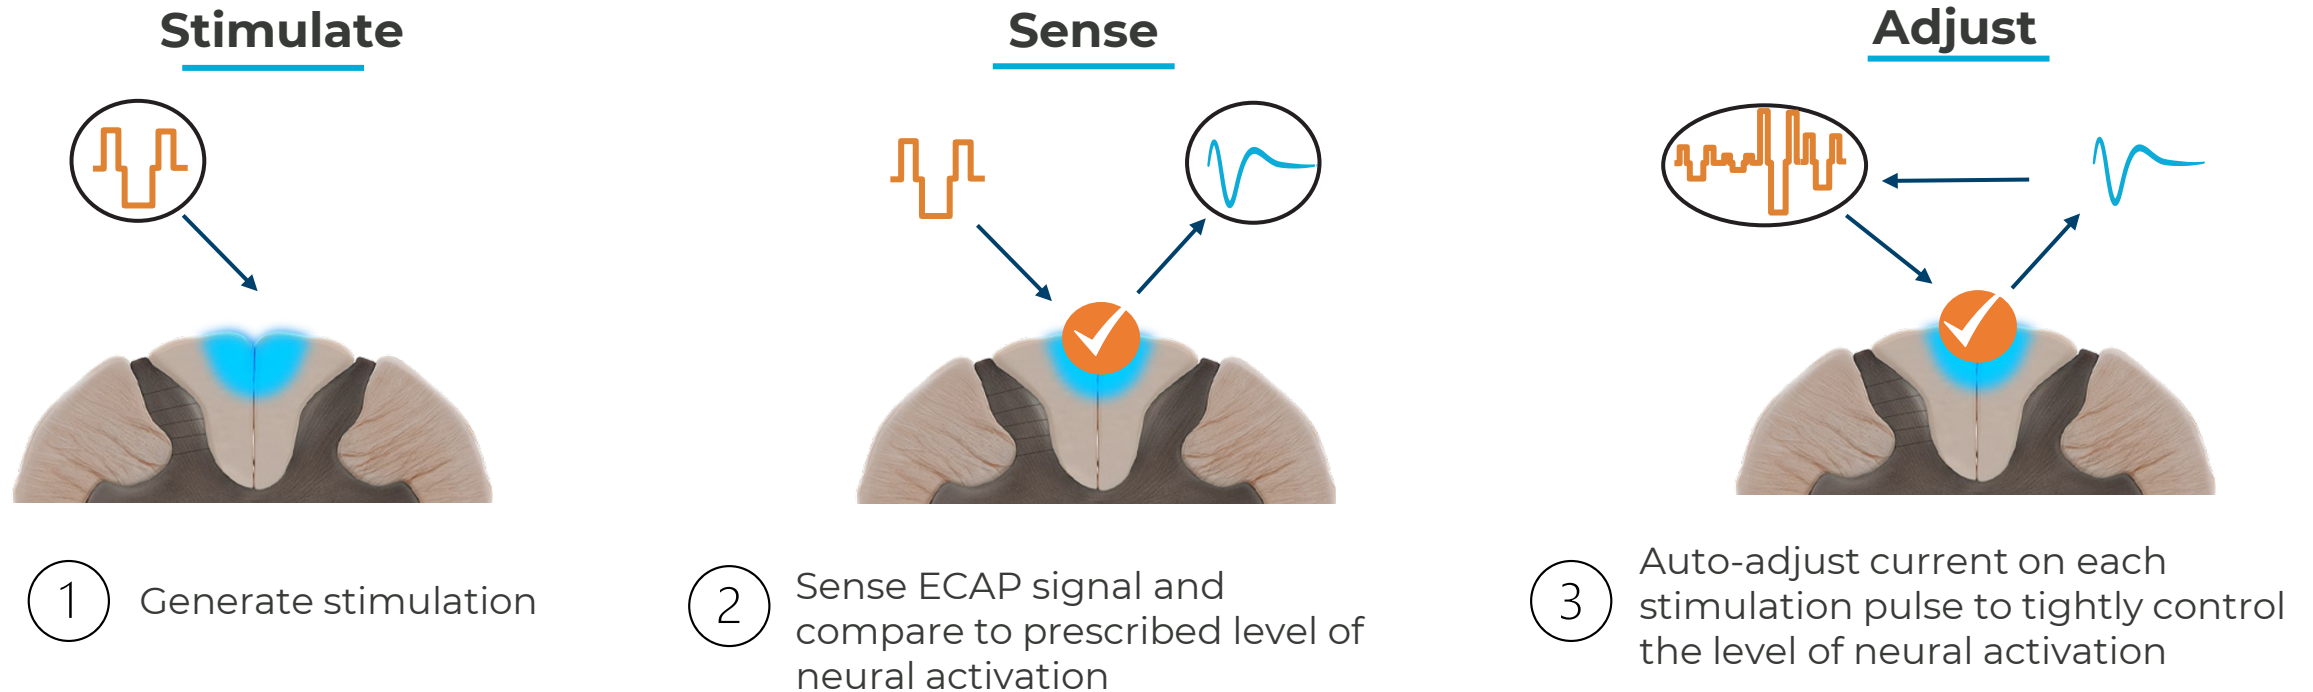 Stimulate
Sense
Adjust
1
Generate stimulation
2
Sense ECAP signal and
compare to prescribed level of
neural activation
3
Auto-adjust current on each
stimulation pulse to tightly control
the level of neural activation